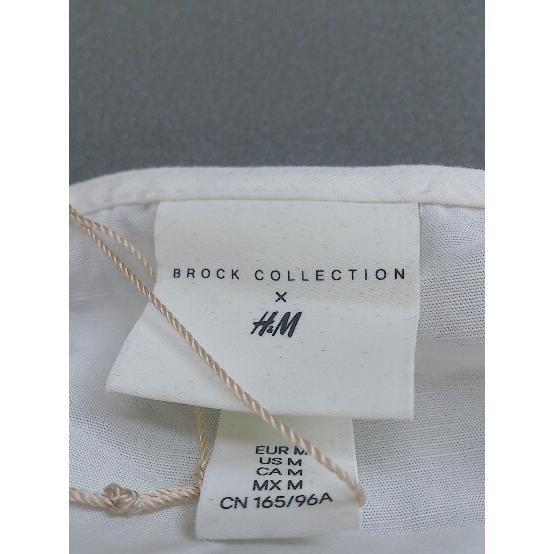 BROCK COLLECTION
×
H&M
EUR M
US M
CA M
MX M
CN 165/96A